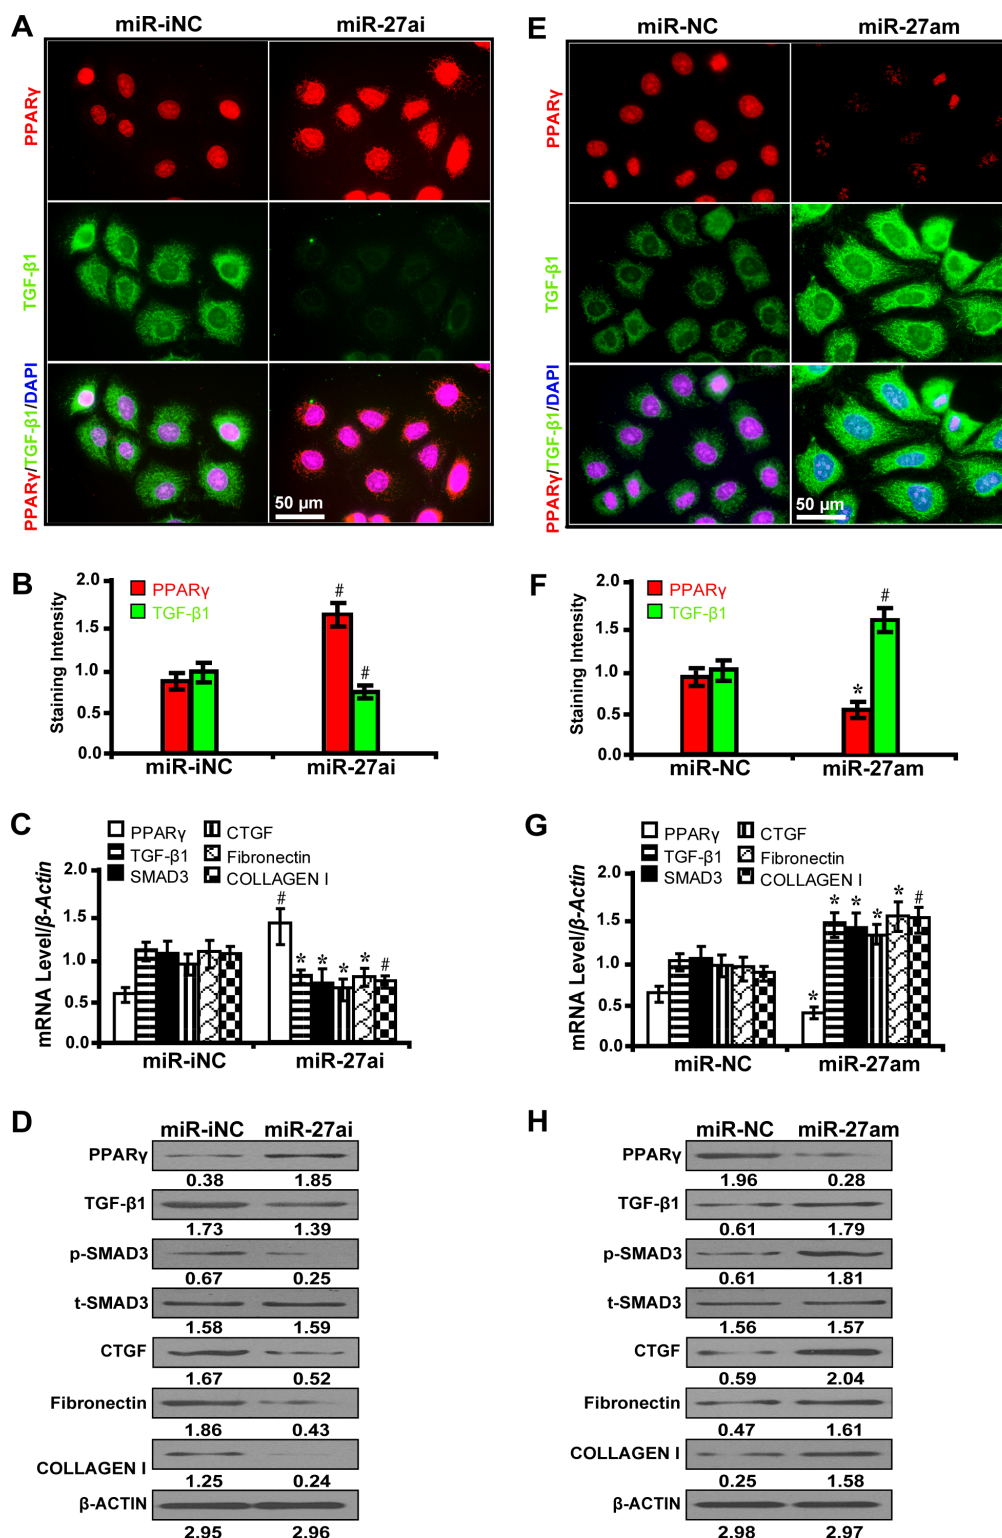 A
miR-iNC miR-27ai
PPARγ
TGF-β1
PPARγ/TGF-β1/DAPI
50 µm
E
miR-NC miR-27am
PPARγ
TGF-β1
PPARγ/TGF-β1/DAPI
50 µm
B
Staining Intensity
2.0
1.5
1.0
0.5
0.0
PPARγ
TGF-β1
#
#
miR-iNC miR-27ai
F
Staining Intensity
2.0
1.5
1.0
0.5
0.0
PPARγ
TGF-β1
*
#
miR-NC miR-27am
C
mRNA Level/β-Actin
2.0
1.5
1.0
0.5
0.0
PPARγ CTGF
TGF-β1 Fibronectin
SMAD3 COLLAGEN I
# * * * * #
miR-iNC miR-27ai
G
mRNA Level/β-Actin
2.0
1.5
1.0
0.5
0.0
PPARγ CTGF
TGF-β1 Fibronectin
SMAD3 COLLAGEN I
* * * * * #
miR-NC miR-27am
D
miR-iNC miR-27ai
PPARγ
0.38 1.85
TGF-β1
1.73 1.39
p-SMAD3
0.67 0.25
t-SMAD3
1.58 1.59
CTGF
1.67 0.52
Fibronectin
1.86 0.43
COLLAGEN I
1.25 0.24
β-ACTIN
2.95 2.96
H
miR-NC miR-27am
PPARγ
1.96 0.28
TGF-β1
0.61 1.79
p-SMAD3
0.61 1.81
t-SMAD3
1.56 1.57
CTGF
0.59 2.04
Fibronectin
0.47 1.61
COLLAGEN I
0.25 1.58
β-ACTIN
2.98 2.97